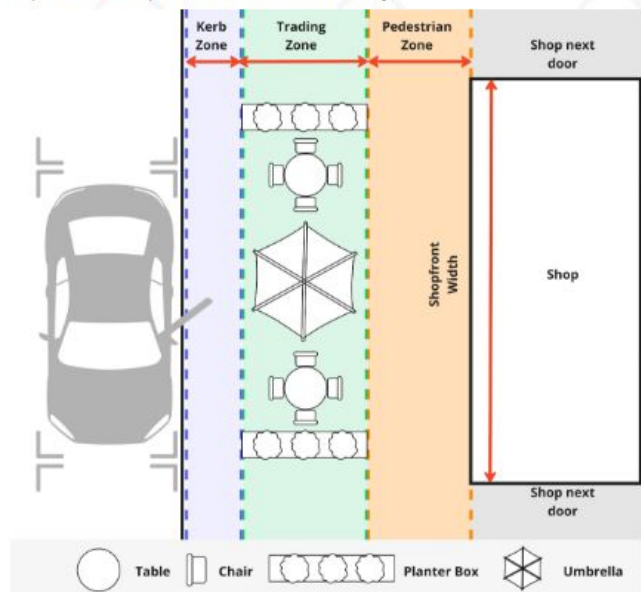 Kerb
Zone
Trading
Zone
Pedestrian
Zone
Shop next
door
Shopfront
Width
Shop
Shop next
door
Table
Chair
Planter Box
Umbrella